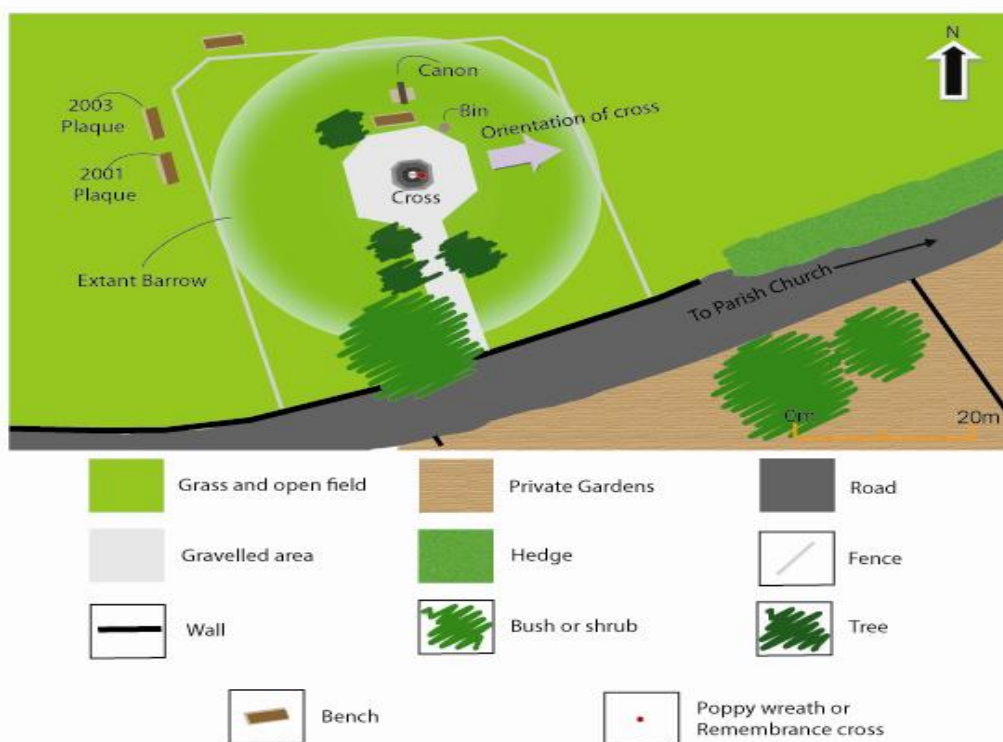 N
Canon
2003
Plaque
Bin
Orientation of cross
2001
Plaque
Cross
Extant Barrow
To Parish Church
0m
20m
Grass and open field
Private Gardens
Road
Gravelled area
Hedge
Fence
Wall
Bush or shrub
Tree
Bench
Poppy wreath or
Remembrance cross